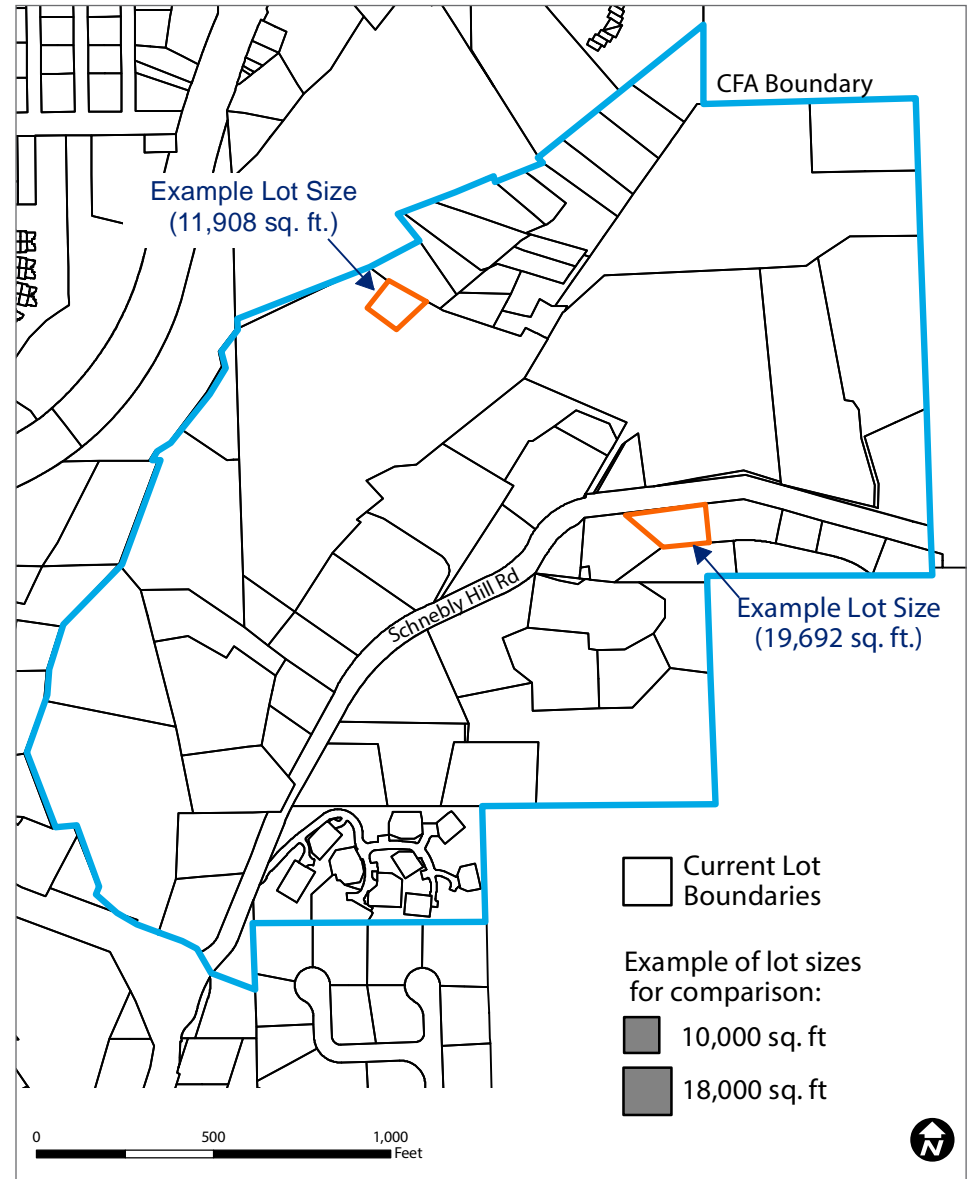 CFA Boundary
Example Lot Size
(11,908 sq. ft.)
Schnebly Hill Rd
Example Lot Size
(19,692 sq. ft.)
Current Lot
Boundaries
Example of lot sizes
for comparison:
10,000 sq. ft
18,000 sq. ft
0 500 1,000
Feet
N